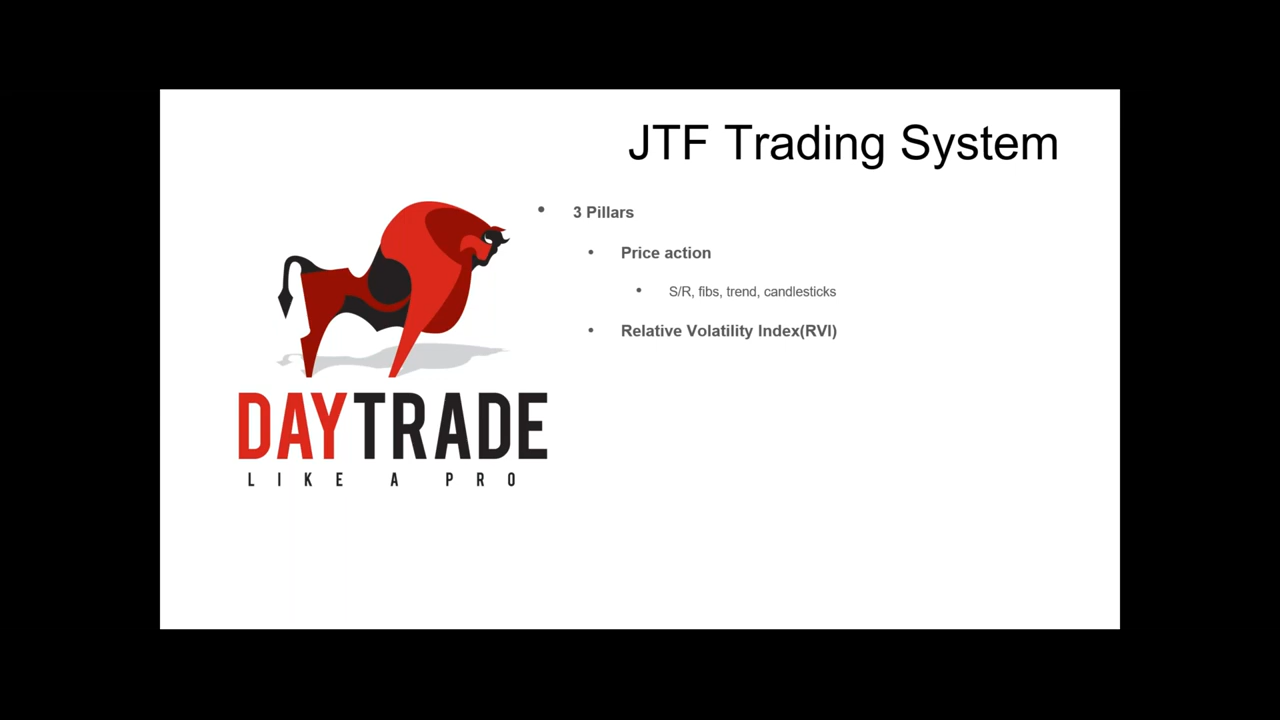 JTF Trading System
• 3 Pillars
• Price action
• S/R, fibs, trend, candlesticks
• Relative Volatility Index(RVI)
DAYTRADE
LIKE A PRO